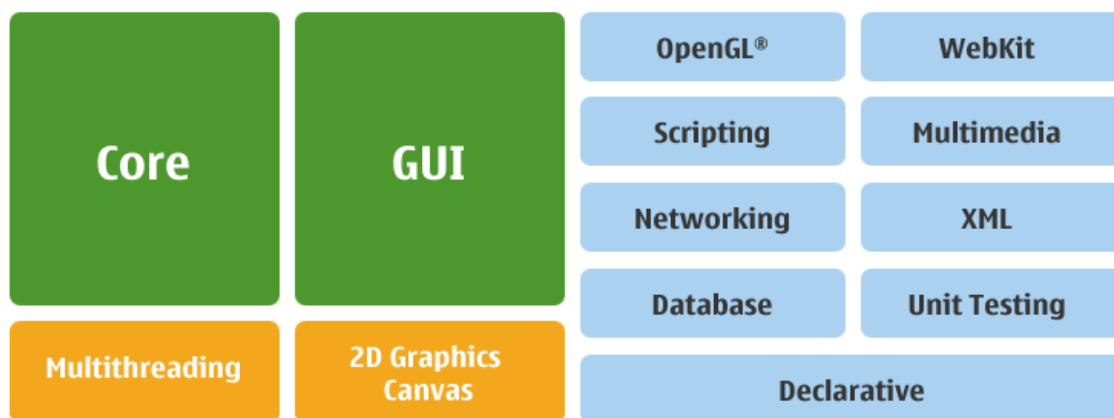 Core
GUI
OpenGL®
WebKit
Scripting
Multimedia
Networking
XML
Database
Unit Testing
Multithreading
2D Graphics
Canvas
Declarative